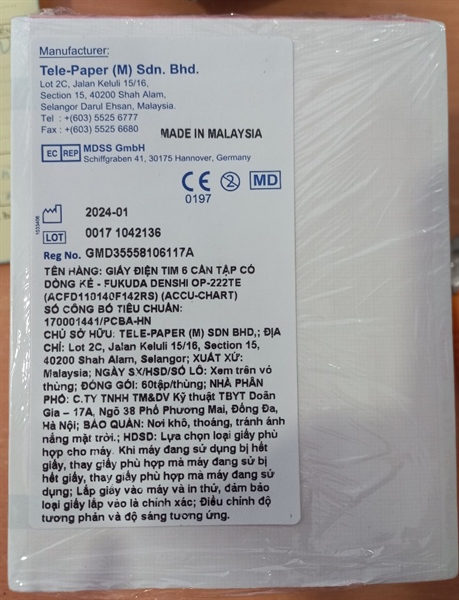 Manufacturer:
Tele-Paper (M) Sdn. Bhd.
Lot 2C, Jalan Keluli 15/16,
Section 15, 40200 Shah Alam,
Selangor Darul Ehsan, Malaysia.
Tel : +(603) 5525 6777
Fax : +(603) 5525 6680
MADE IN MALAYSIA
EC REP MDSS GmbH
Schiffgraben 41, 30175 Hannover, Germany
CE 2 MD
0197
2024-01
LOT 0017 1042136
Reg No. GMD35558106117A
TÊN HÀNG: GIẤY ĐIỆN TIM 6 CẦN TẬP CÓ
DÒNG KẺ - FUKUDA DENSHI OP-222TE
(ACFD110140F142RS) (ACCU-CHART)
SỐ CÔNG BỐ TIÊU CHUẨN:
170001441/PCBA-HN
CHỦ SỞ HỮU: TELE-PAPER (M) SDN BHD,; ĐỊA
CHỈ: Lot 2C, Jalan Keluli 15/16, Section 15,
40200 Shah Alam, Selangor; XUẤT XỨ:
Malaysia; NGÀY SX/HSD/SỐ LÔ: Xem trên vỏ
thùng; ĐÓNG GÓI: 60tập/thùng; NHÀ PHÂN
PHỐ: C.TY TNHH TM&DV Kỹ thuật TBYT Doãn
Gia – 17A, Ngõ 38 Phố Phương Mai, Đống Đa,
Hà Nội; BẢO QUẢN: Nơi khô, thoáng, tránh ánh
nắng mặt trời.; HDSD: Lựa chọn loại giấy phù
hợp cho máy. Khi máy đang sử dụng bị hết
giấy, thay giấy phù hợp mà máy đang sử bị
hết giấy, thay giấy phù hợp mà máy đang sử
dụng; Lắp giấy vào máy và in thử, đảm bảo
loại giấy lắp vào là chính xác; Điều chỉnh độ
tương phản và độ sáng tương ứng.